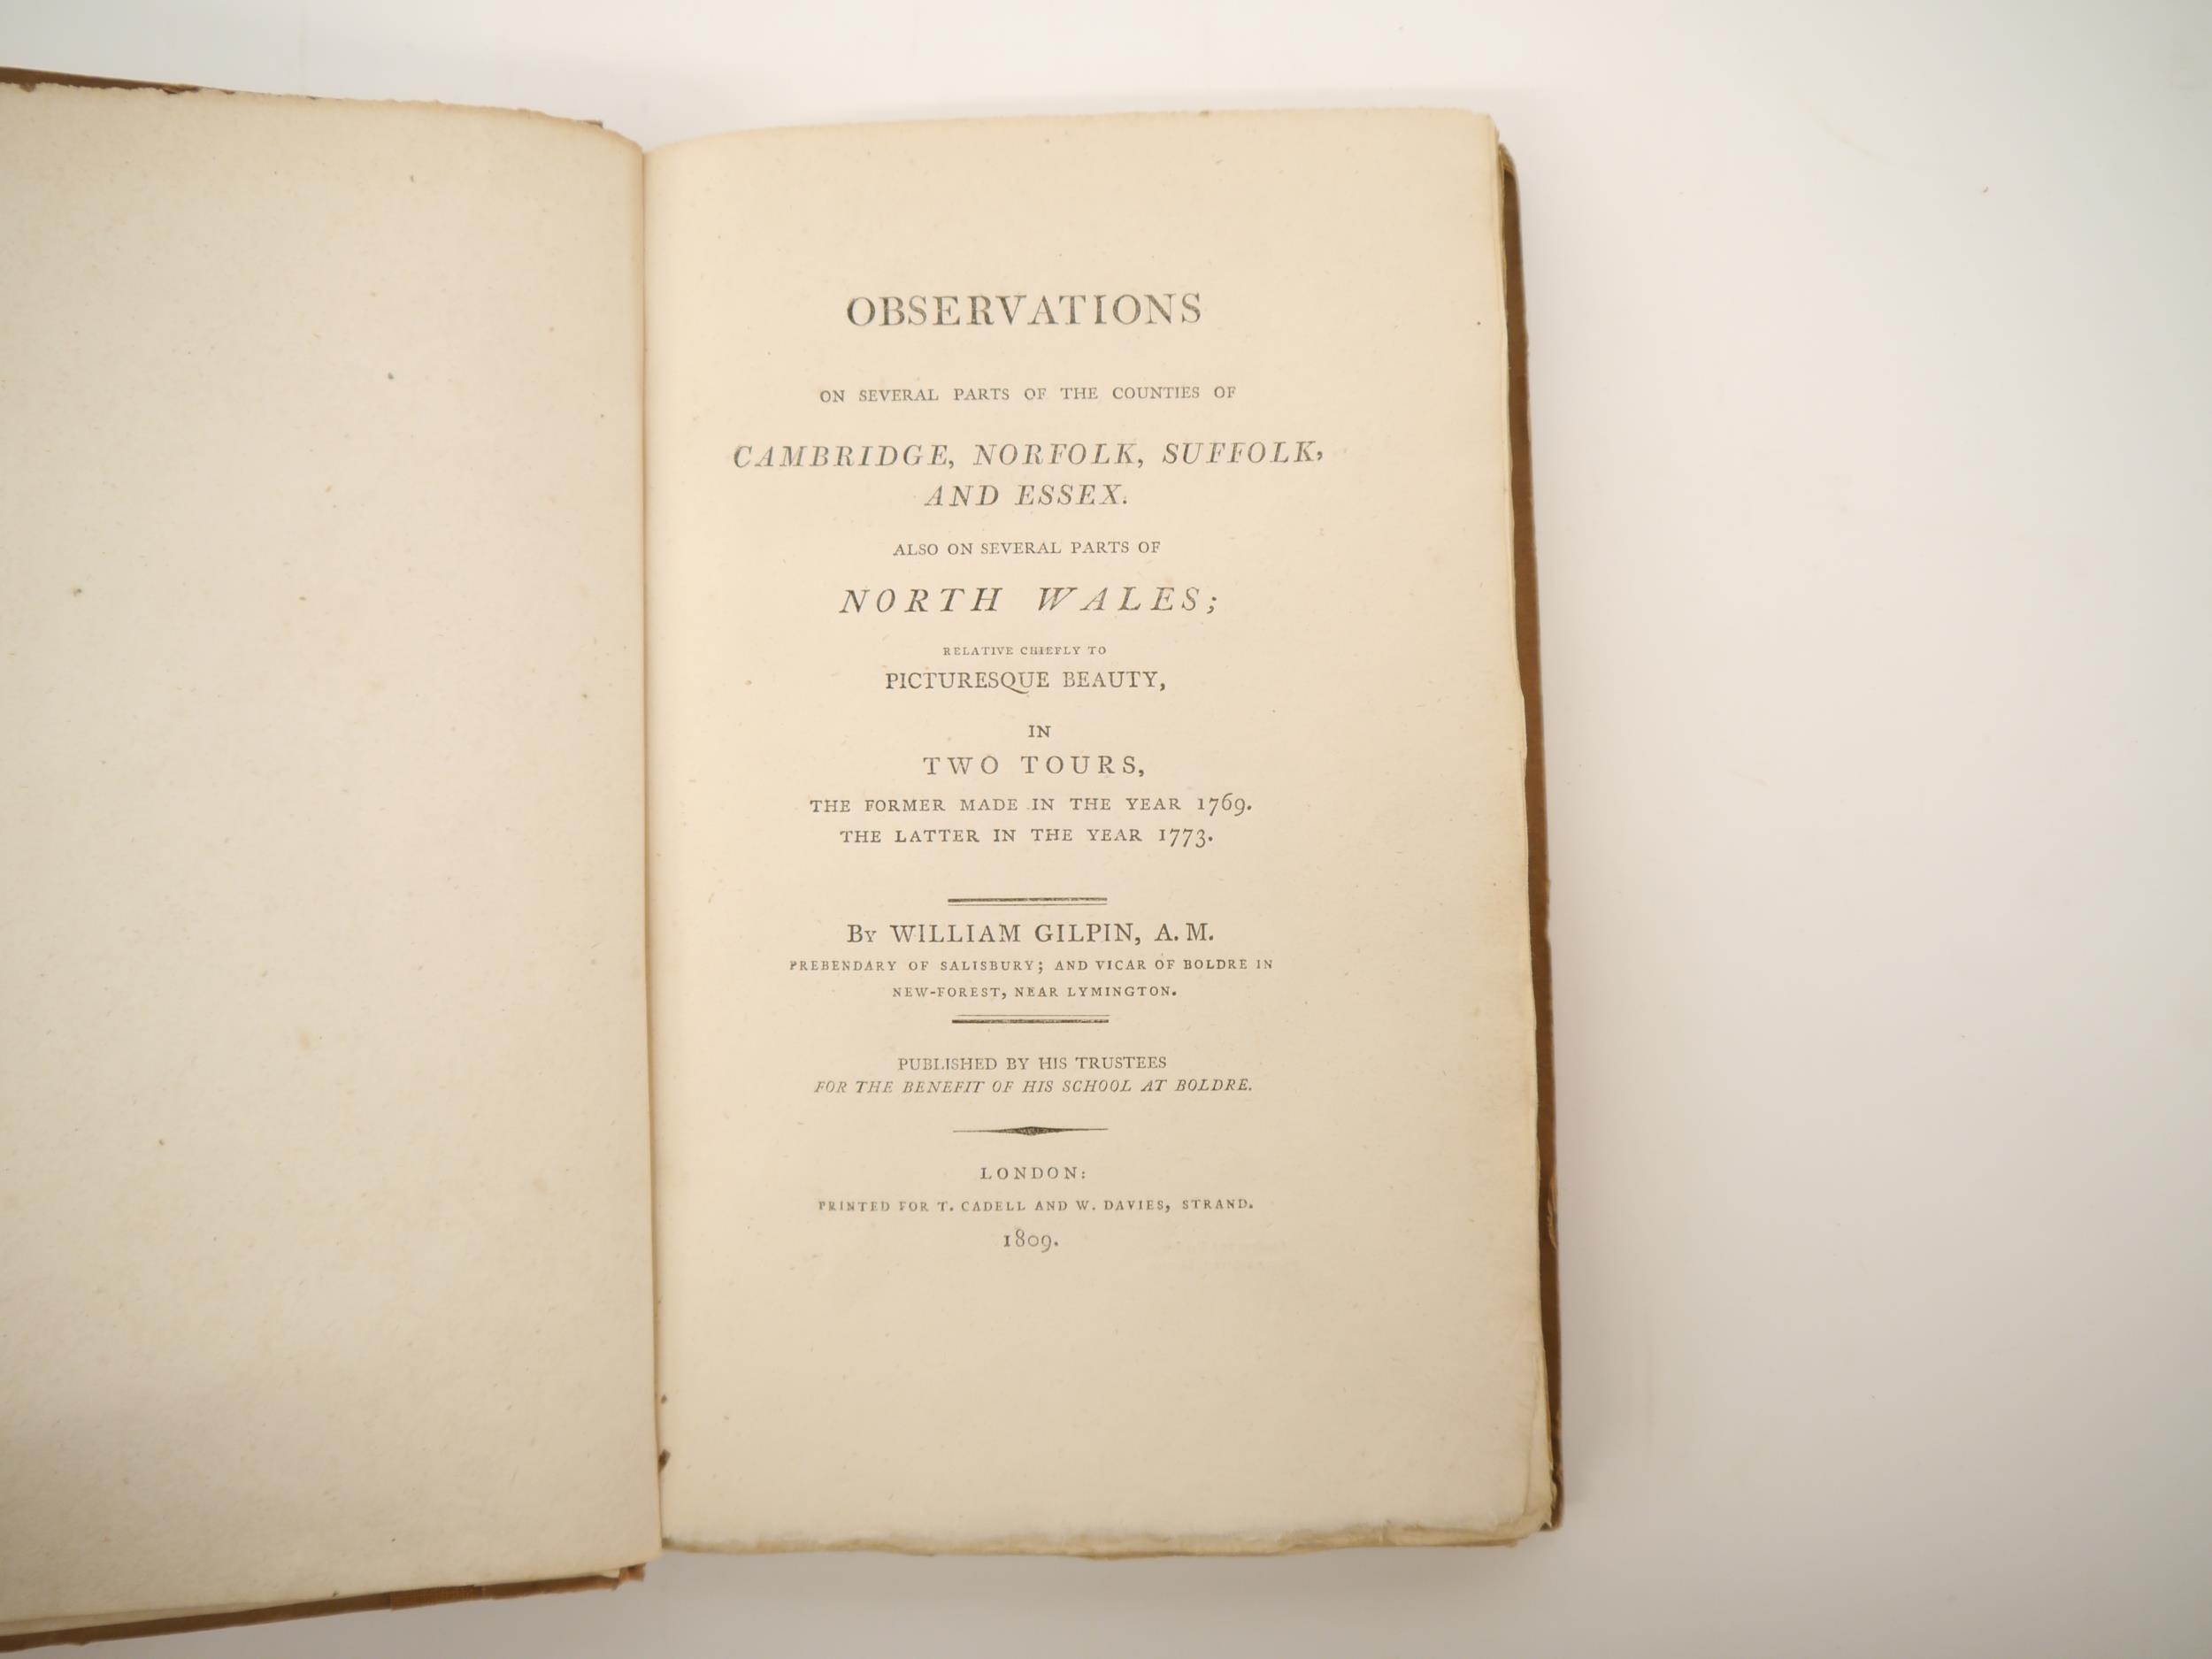 OBSERVATIONS
ON SEVERAL PARTS OF THE COUNTIES OF
CAMBRIDGE, NORFOLK, SUFFOLK,
AND ESSEX.
ALSO ON SEVERAL PARTS OF
NORTH WALES;
RELATIVE CHIEFLY TO
PICTURESQUE BEAUTY,
IN
TWO TOURS,
THE FORMER MADE IN THE YEAR 1769.
THE LATTER IN THE YEAR 1773.
By WILLIAM GILPIN, A. M.
PREBENDARY OF SALISBURY; AND VICAR OF BOLDRE IN
NEW-FOREST, NEAR LYMINGTON.
PUBLISHED BY HIS TRUSTEES
FOR THE BENEFIT OF HIS SCHOOL AT BOLDRE.
LONDON:
PRINTED FOR T. CADELL AND W. DAVIES, STRAND.
1809.